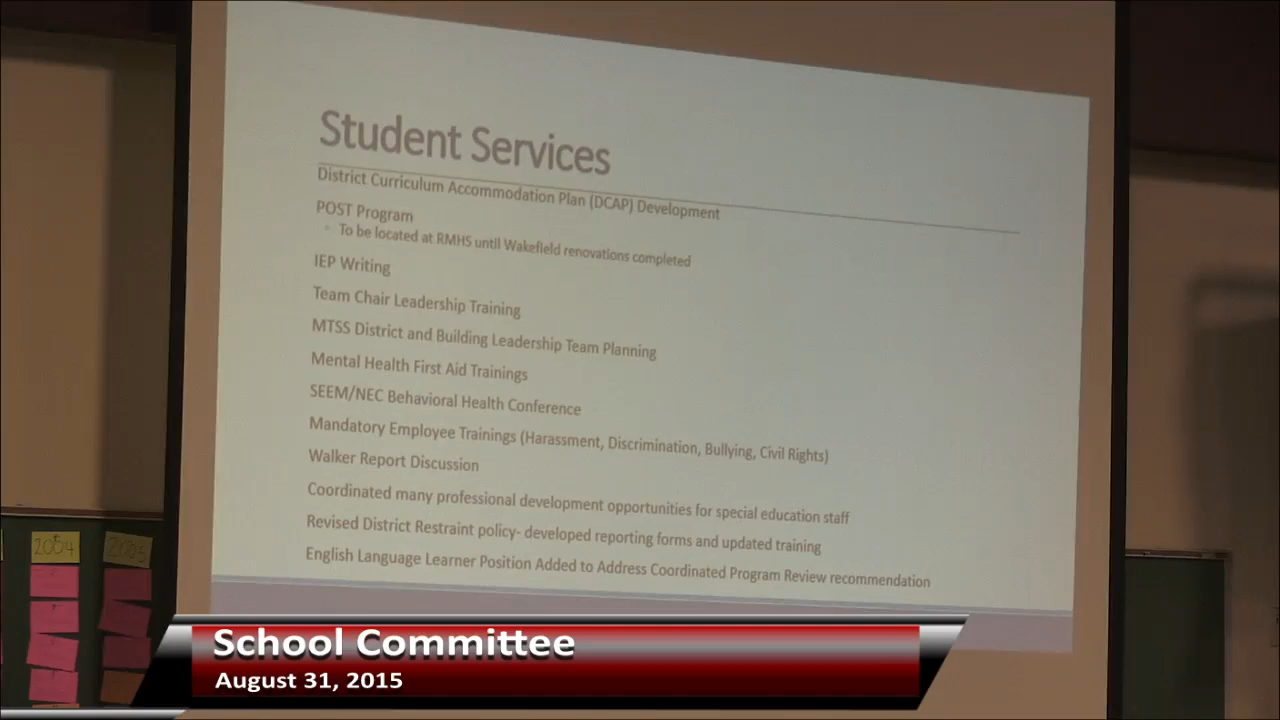 Student Services
District Curriculum Accommodation Plan (DCAP) Development
POST Program
To be located at RMHS until Wakefield renovations completed
IEP Writing
Team Chair Leadership Training
MTSS District and Building Leadership Team Planning
Mental Health First Aid Trainings
SEEM/NEC Behavioral Health Conference
Mandatory Employee Trainings (Harassment, Discrimination, Bullying, Civil Rights)
Walker Report Discussion
Coordinated many professional development opportunities for special education staff
Revised District Restraint policy- developed reporting forms and updated training
English Language Learner Position Added to Address Coordinated Program Review recommendation
2004 2005
School Committee
August 31, 2015